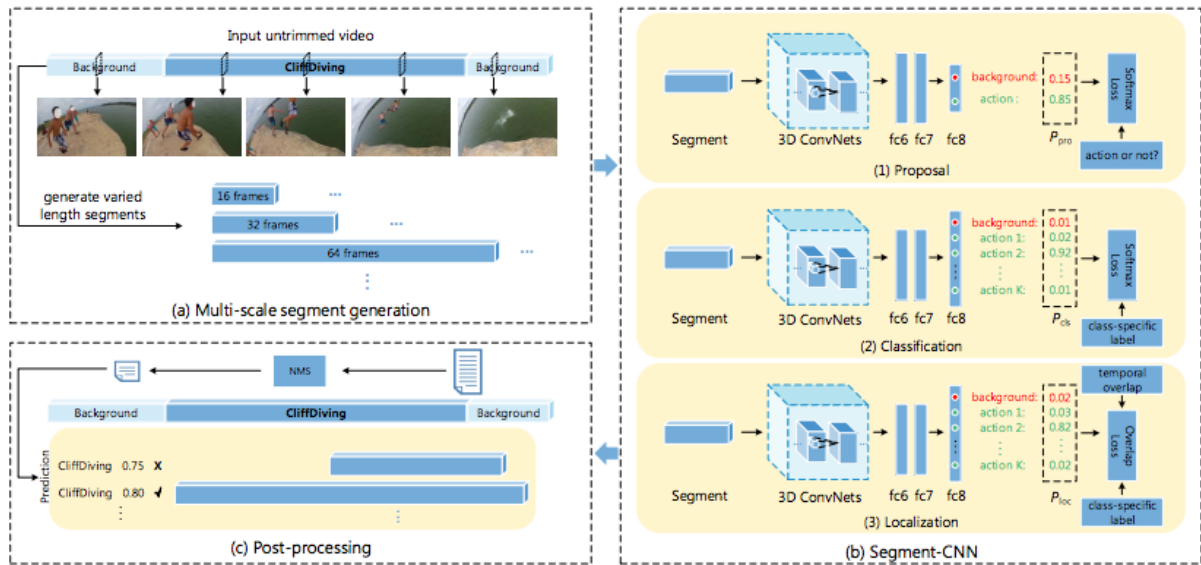 Input untrimmed video
Background
CliffDiving
Background
generate varied
length segments
16 frames
...
32 frames
...
64 frames
...
(a) Multi-scale segment generation
Segment
3D ConvNets
fc6 fc7 fc8
background: 0.15
action : 0.85
Ppro
Softmax
Loss
action or not?
(1) Proposal
Segment
3D ConvNets
fc6 fc7 fc8
background: 0.01
action 1: 0.02
action 2: 0.92
action K: 0.01
Pcls
Softmax
Loss
class-specific
label
(2) Classification
Segment
3D ConvNets
fc6 fc7 fc8
background: 0.02
action 1: 0.03
action 2: 0.82
action K: 0.02
Ploc
temporal
overlap
Overlap
Loss
class-specific
label
(3) Localization
(b) Segment-CNN
NMS
Background
CliffDiving
Background
Prediction
CliffDiving 0.75 X
CliffDiving 0.80 ✓
(c) Post-processing